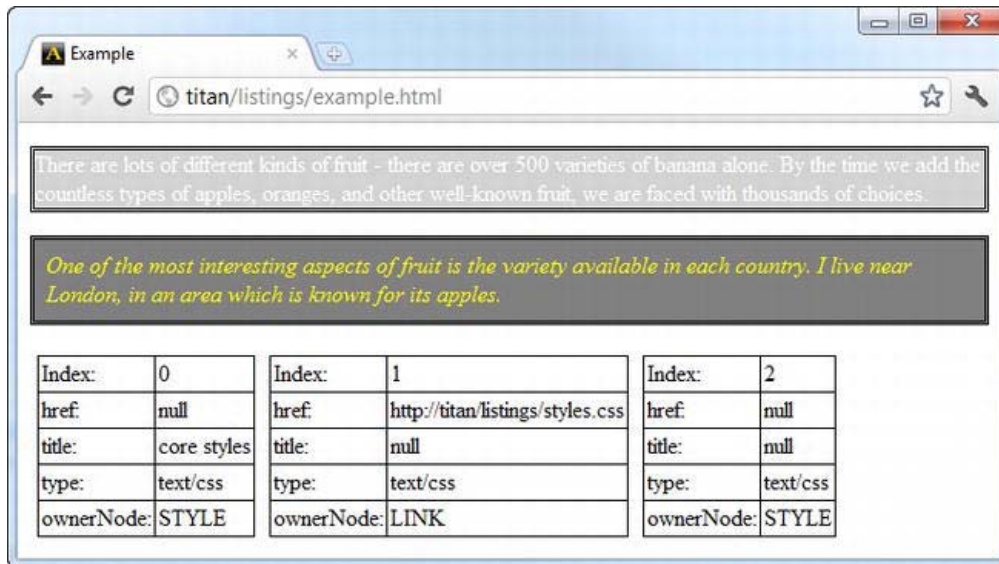 Example
titan/listings/example.html
There are lots of different kinds of fruit - there are over 500 varieties of banana alone. By the time we add the
countless types of apples, oranges, and other well-known fruit, we are faced with thousands of choices.
One of the most interesting aspects of fruit is the variety available in each country. I live near
London, in an area which is known for its apples.
Index: 0
href: null
title: core styles
type: text/css
ownerNode: STYLE
Index: 1
href: http://titan/listings/styles.css
title: null
type: text/css
ownerNode: LINK
Index: 2
href: null
title: null
type: text/css
ownerNode: STYLE